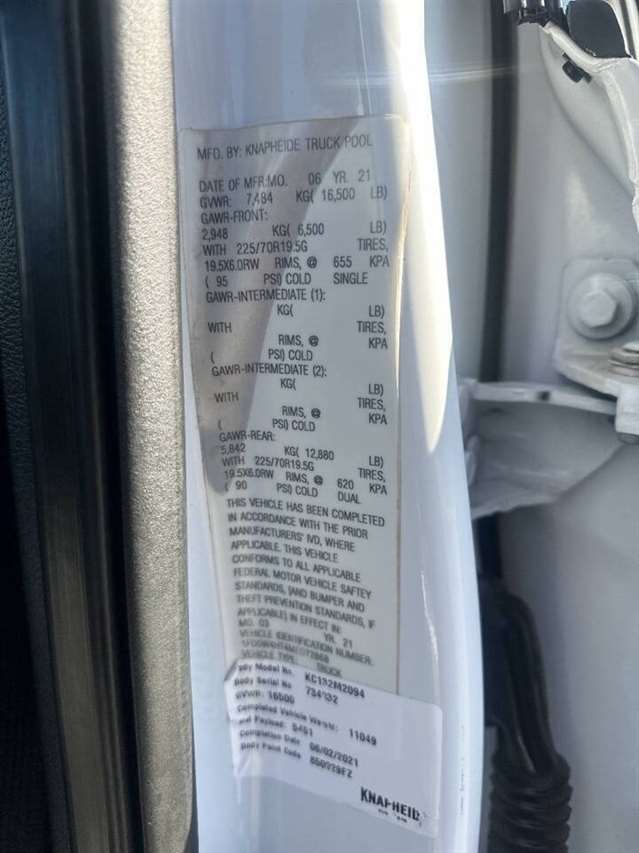 MFD. BY: KNAPHEIDE TRUCK POOL
DATE OF MFR:MO. 06 YR. 21
GVWR: 7,484 KG( 16,500 LB)
GAWR-FRONT:
2,948 KG( 6,500 LB)
WITH 225/70R19.5G TIRES,
19.5X6.0RW RIMS, @ 655 KPA
( 95 PSI) COLD SINGLE
GAWR-INTERMEDIATE (1):
KG( LB)
WITH TIRES,
RIMS, @ KPA
( PSI) COLD
GAWR-INTERMEDIATE (2):
KG( LB)
WITH TIRES,
RIMS, @ KPA
( PSI) COLD
GAWR-REAR:
5,842 KG( 12,880 LB)
WITH 225/70R19.5G TIRES,
19.5X6.0RW RIMS, @ 620 KPA
( 90 PSI) COLD DUAL
THIS VEHICLE HAS BEEN COMPLETED
IN ACCORDANCE WITH THE PRIOR
MANUFACTURERS' IVD, WHERE
APPLICABLE. THIS VEHICLE
CONFORMS TO ALL APPLICABLE
FEDERAL MOTOR VEHICLE SAFTEY
STANDARDS, [AND BUMPER AND
THEFT PREVENTION STANDARDS, IF
APPLICABLE] IN EFFECT IN:
MO. 03 YR. 21
VEHICLE IDENTIFICATION NUMBER:
VEHICLE TYPE: TRUCK
Body Model No KC132M2094
Body Serial No
GVWR: 16500
Completed Vehicle Weight: 11049
Payload: 5451
Completion Date 06/02/2021
Body Paint Code
KNAPHEIDE